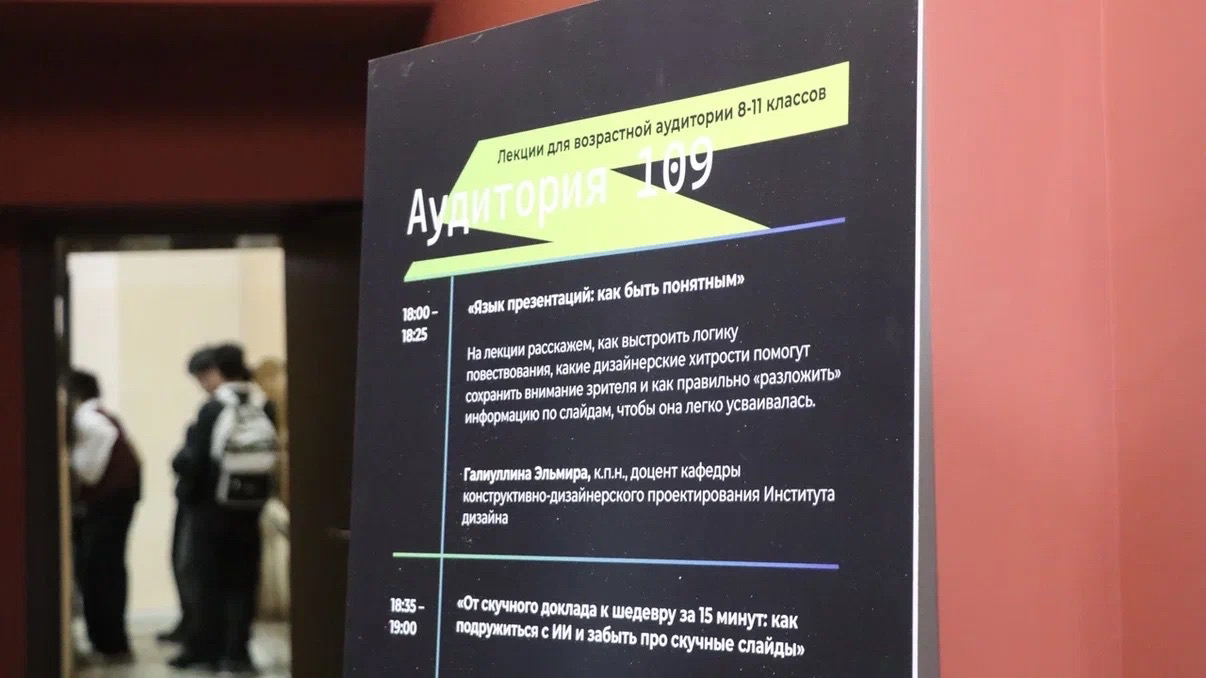 Лекции для возрастной аудитории 8-11 классов
Аудитория 109
18:00 –
18:25
«Язык презентаций: как быть понятным»
На лекции расскажем, как выстроить логику
повествования, какие дизайнерские хитрости помогут
сохранить внимание зрителя и как правильно «разложить»
информацию по слайдам, чтобы она легко усваивалась.
Галиуллина Эльмира, к.п.н., доцент кафедры
конструктивно-дизайнерского проектирования Института
дизайна
18:35 –
19:00
«От скучного доклада к шедевру за 15 минут: как
подружиться с ИИ и забыть про скучные слайды»